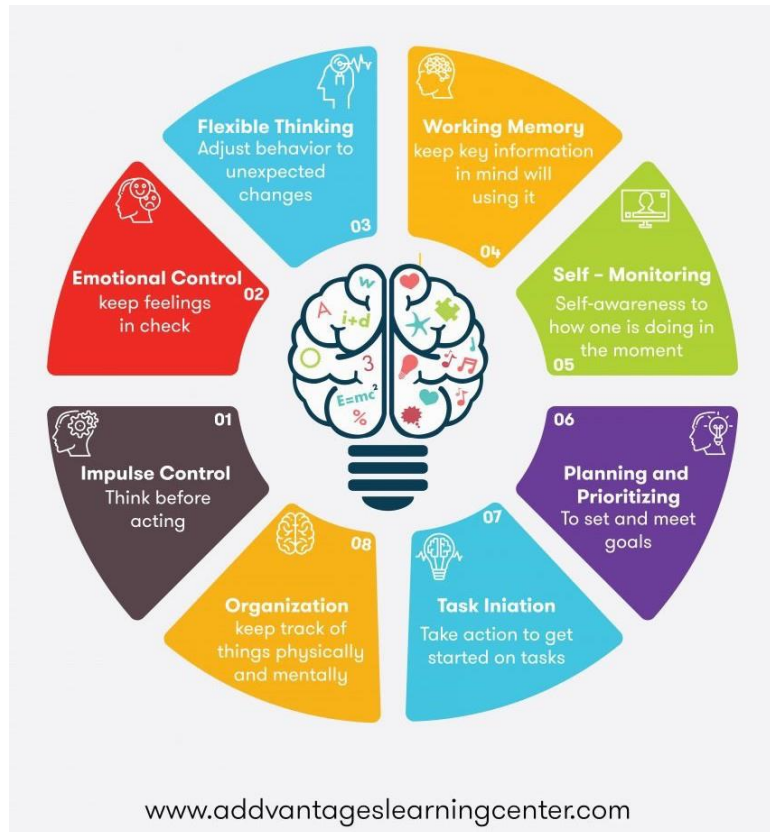 01
Impulse Control
Think before
acting
Emotional Control
keep feelings
in check
02
Flexible Thinking
Adjust behavior to
unexpected
changes
03
Working Memory
keep key information
in mind will
using it
04
Self – Monitoring
Self-awareness to
how one is doing in
the moment
05
06
Planning and
Prioritizing
To set and meet
goals
07
Task Iniation
Take action to get
started on tasks
08
Organization
keep track of
things physically
and mentally
w
A
i+d
3
E=mc²
%
www.addvantageslearningcenter.com